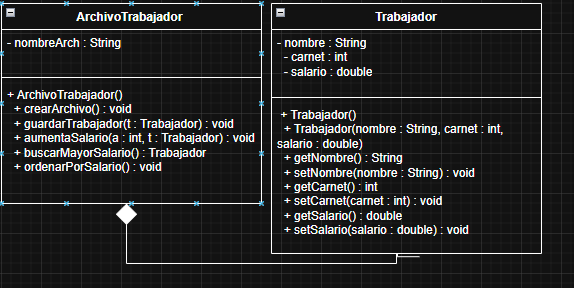 ArchivoTrabajador
- nombreArch : String
+ ArchivoTrabajador()
+ crearArchivo() : void
+ guardarTrabajador(t : Trabajador) : void
+ aumentaSalario(a : int, t : Trabajador) : void
+ buscarMayorSalario() : Trabajador
+ ordenarPorSalario() : void
Trabajador
- nombre : String
- carnet : int
- salario : double
+ Trabajador()
+ Trabajador(nombre : String, carnet : int,
salario : double)
+ getNombre() : String
+ setNombre(nombre : String) : void
+ getCarnet() : int
+ setCarnet(carnet : int) : void
+ getSalario() : double
+ setSalario(salario : double) : void